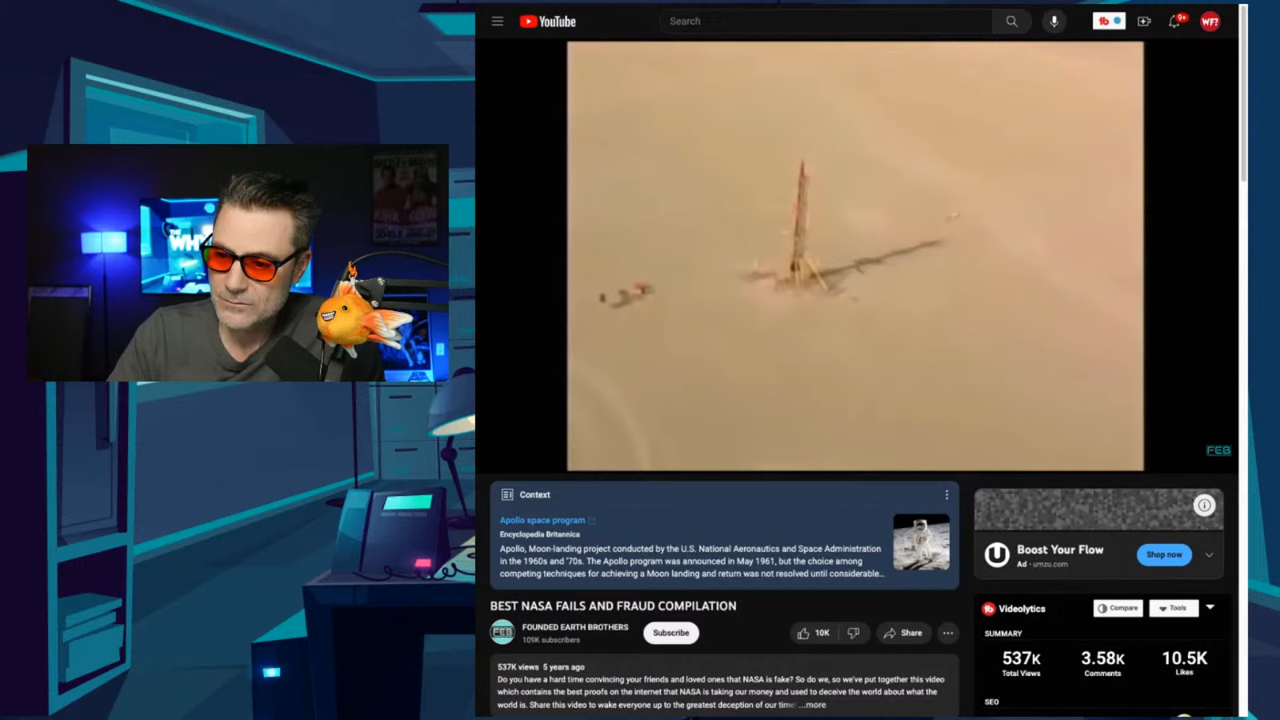 YouTube
Search
9+
WF?
THE
WH
FEB
Context
Apollo space program
Encyclopedia Britannica
Apollo, Moon-landing project conducted by the U.S. National Aeronautics and Space Administration
in the 1960s and '70s. The Apollo program was announced in May 1961, but the choice among
competing techniques for achieving a Moon landing and return was not resolved until considerable...
Boost Your Flow
Ad · umzu.com
Shop now
BEST NASA FAILS AND FRAUD COMPILATION
FEB
FOUNDED EARTH BROTHERS
109K subscribers
Subscribe
10K
Share
537K views 5 years ago
Do you have a hard time convincing your friends and loved ones that NASA is fake? So do we, so we've put together this video
which contains the best proofs on the internet that NASA is taking our money and used to deceive the world about what the
world is. Share this video to wake everyone up to the greatest deception of our time! ...more
tb Videolytics
Compare
Tools
SUMMARY
537K
3.58K
10.5K
Total Views
Comments
Likes
SEO